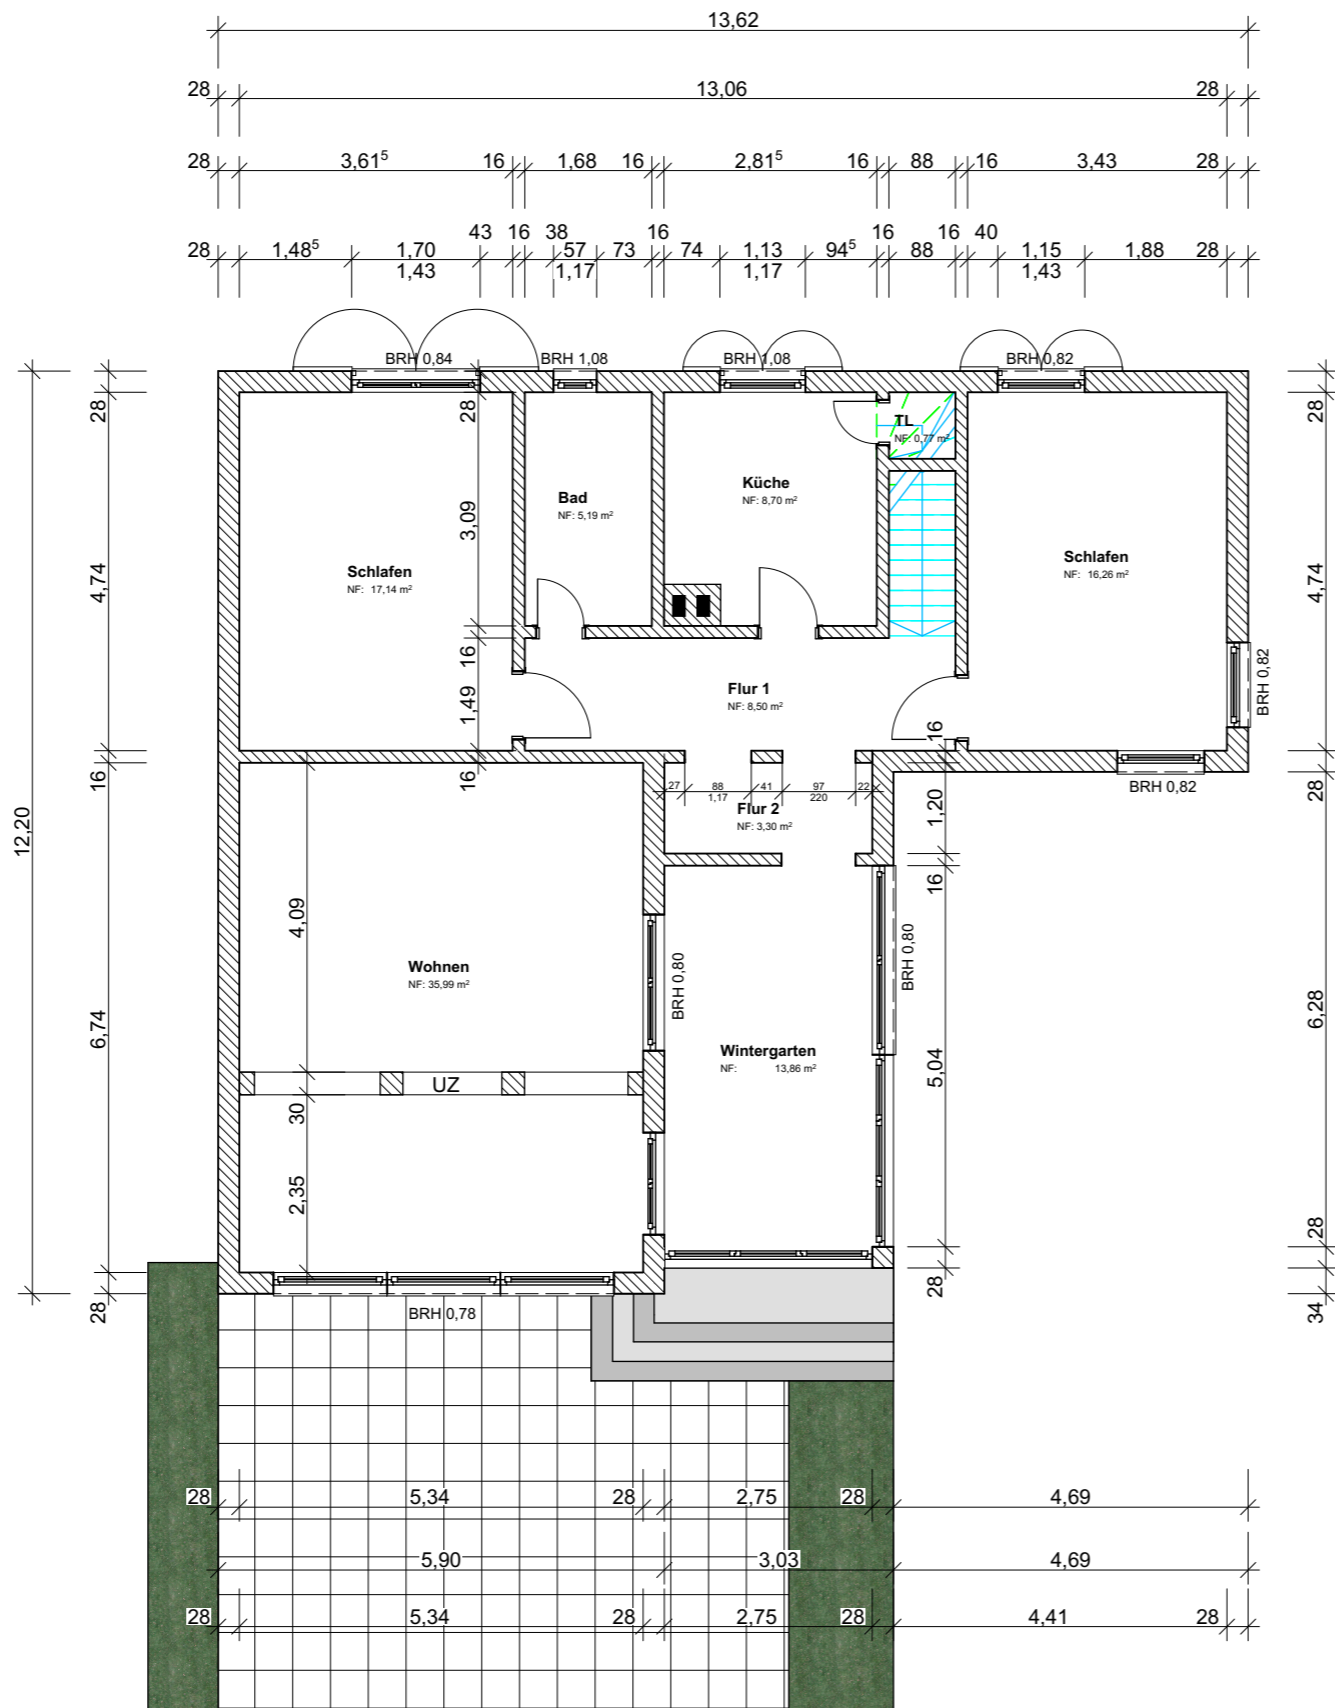 13,62
28 13,06 28
28 3,61⁵ 16 1,68 16 2,81⁵ 16 88 16 3,43 28
43 16 38 16 16 16 40
28 1,48⁵ 1,70 57 73 74 1,13 94⁵ 88 1,15 1,88 28
1,43 1,17 1,17 1,43
BRH 0,84 BRH 1,08 BRH 1,08 BRH 0,82
28 28 28
TL
NF: 0,77 m²
Küche
NF: 8,70 m²
Bad
NF: 5,19 m²
3,09
Schlafen
NF: 16,26 m²
Schlafen
NF: 17,14 m²
4,74 4,74
16
BRH 0,82
Flur 1
NF: 8,50 m²
1,49
16
16 16 28
BRH 0,82
27 88 41 97 22
1,17 220
Flur 2
NF: 3,30 m²
1,20
12,20
16
4,09
BRH 0,80
BRH 0,80
Wohnen
NF: 35,99 m²
6,74 6,28
Wintergarten
NF: 13,86 m²
5,04
UZ
30
2,35
28
28 28 34
BRH 0,78
28 5,34 28 2,75 28 4,69
5,90 3,03 4,69
28 5,34 28 2,75 28 4,41 28